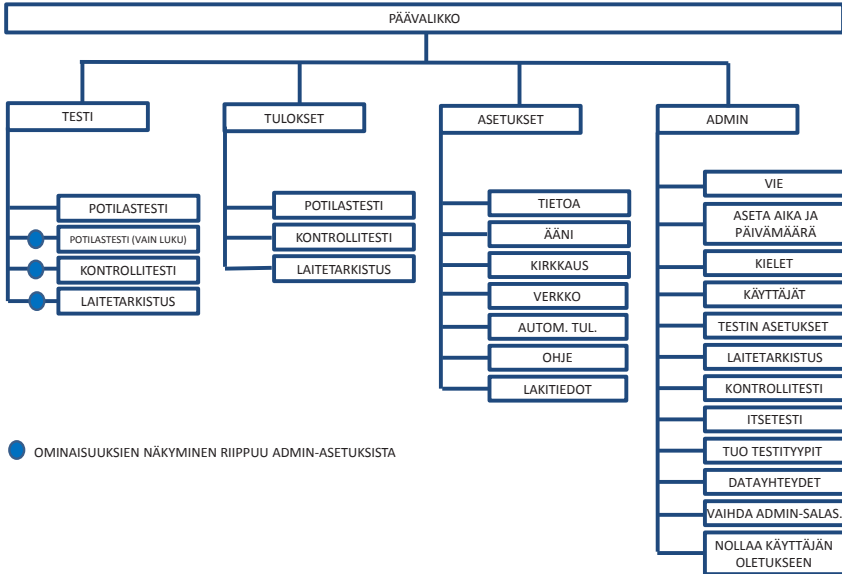 PÄÄVALIKKO
TESTI
POTILASTESTI
POTILASTESTI (VAIN LUKU)
KONTROLLITESTI
LAITETARKISTUS
TULOKSET
POTILASTESTI
KONTROLLITESTI
LAITETARKISTUS
ASETUKSET
TIETOA
ÄÄNI
KIRKKAUS
VERKKO
AUTOM. TUL.
OHJE
LAKITIEDOT
ADMIN
VIE
ASETA AIKA JA
PÄIVÄMÄÄRÄ
KIELET
KÄYTTÄJÄT
TESTIN ASETUKSET
LAITETARKISTUS
KONTROLLITESTI
ITSETESTI
TUO TESTITYYPIT
DATAYHTEYDET
VAIHDA ADMIN-SALAS.
NOLLAA KÄYTTÄJÄN
OLETUKSEEN
OMINAISUUKSIEN NÄKYMINEN RIIPPUU ADMIN-ASETUKSISTA